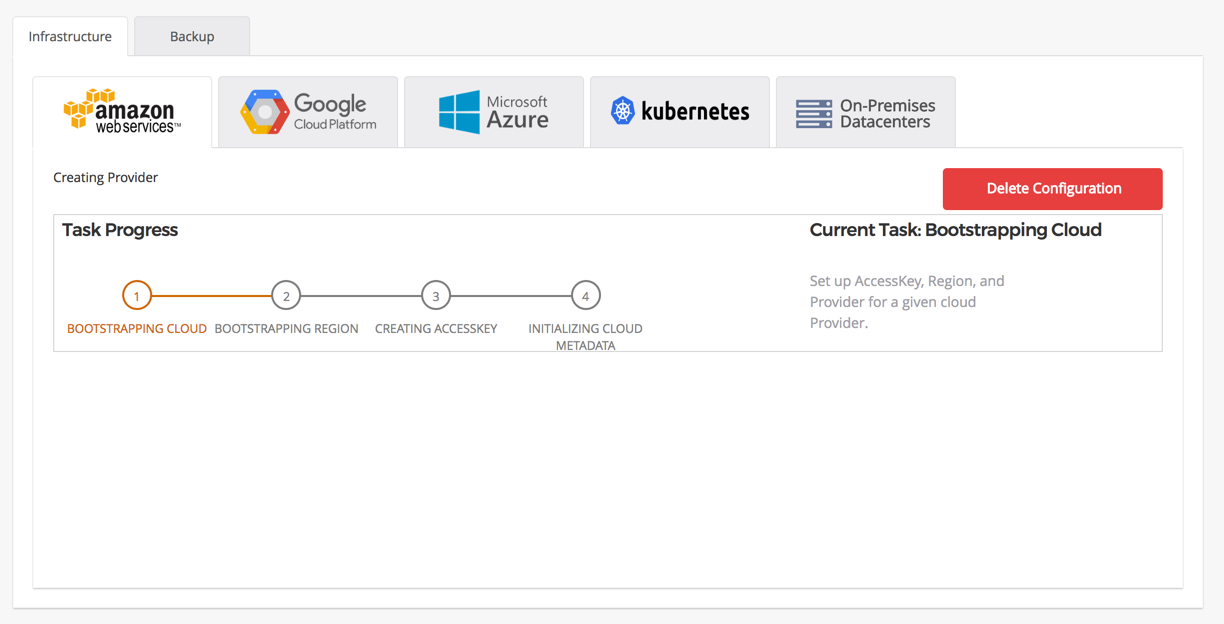 Infrastructure
Backup
amazon
web services™
Google
Cloud Platform
Microsoft
Azure
kubernetes
On-Premises
Datacenters
Creating Provider
Delete Configuration
Task Progress
1
2
3
4
BOOTSTRAPPING CLOUD
BOOTSTRAPPING REGION
CREATING ACCESSKEY
INITIALIZING CLOUD
METADATA
Current Task: Bootstrapping Cloud
Set up AccessKey, Region, and
Provider for a given cloud
Provider.